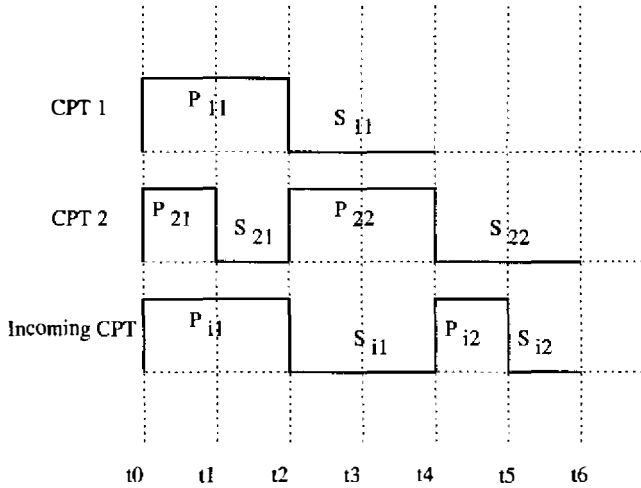 CPT 1
P 11
S 11
CPT 2
P 21
S 21
P 22
S 22
Incoming CPT
P i1
S i1
P i2
S i2
t0 t1 t2 t3 t4 t5 t6